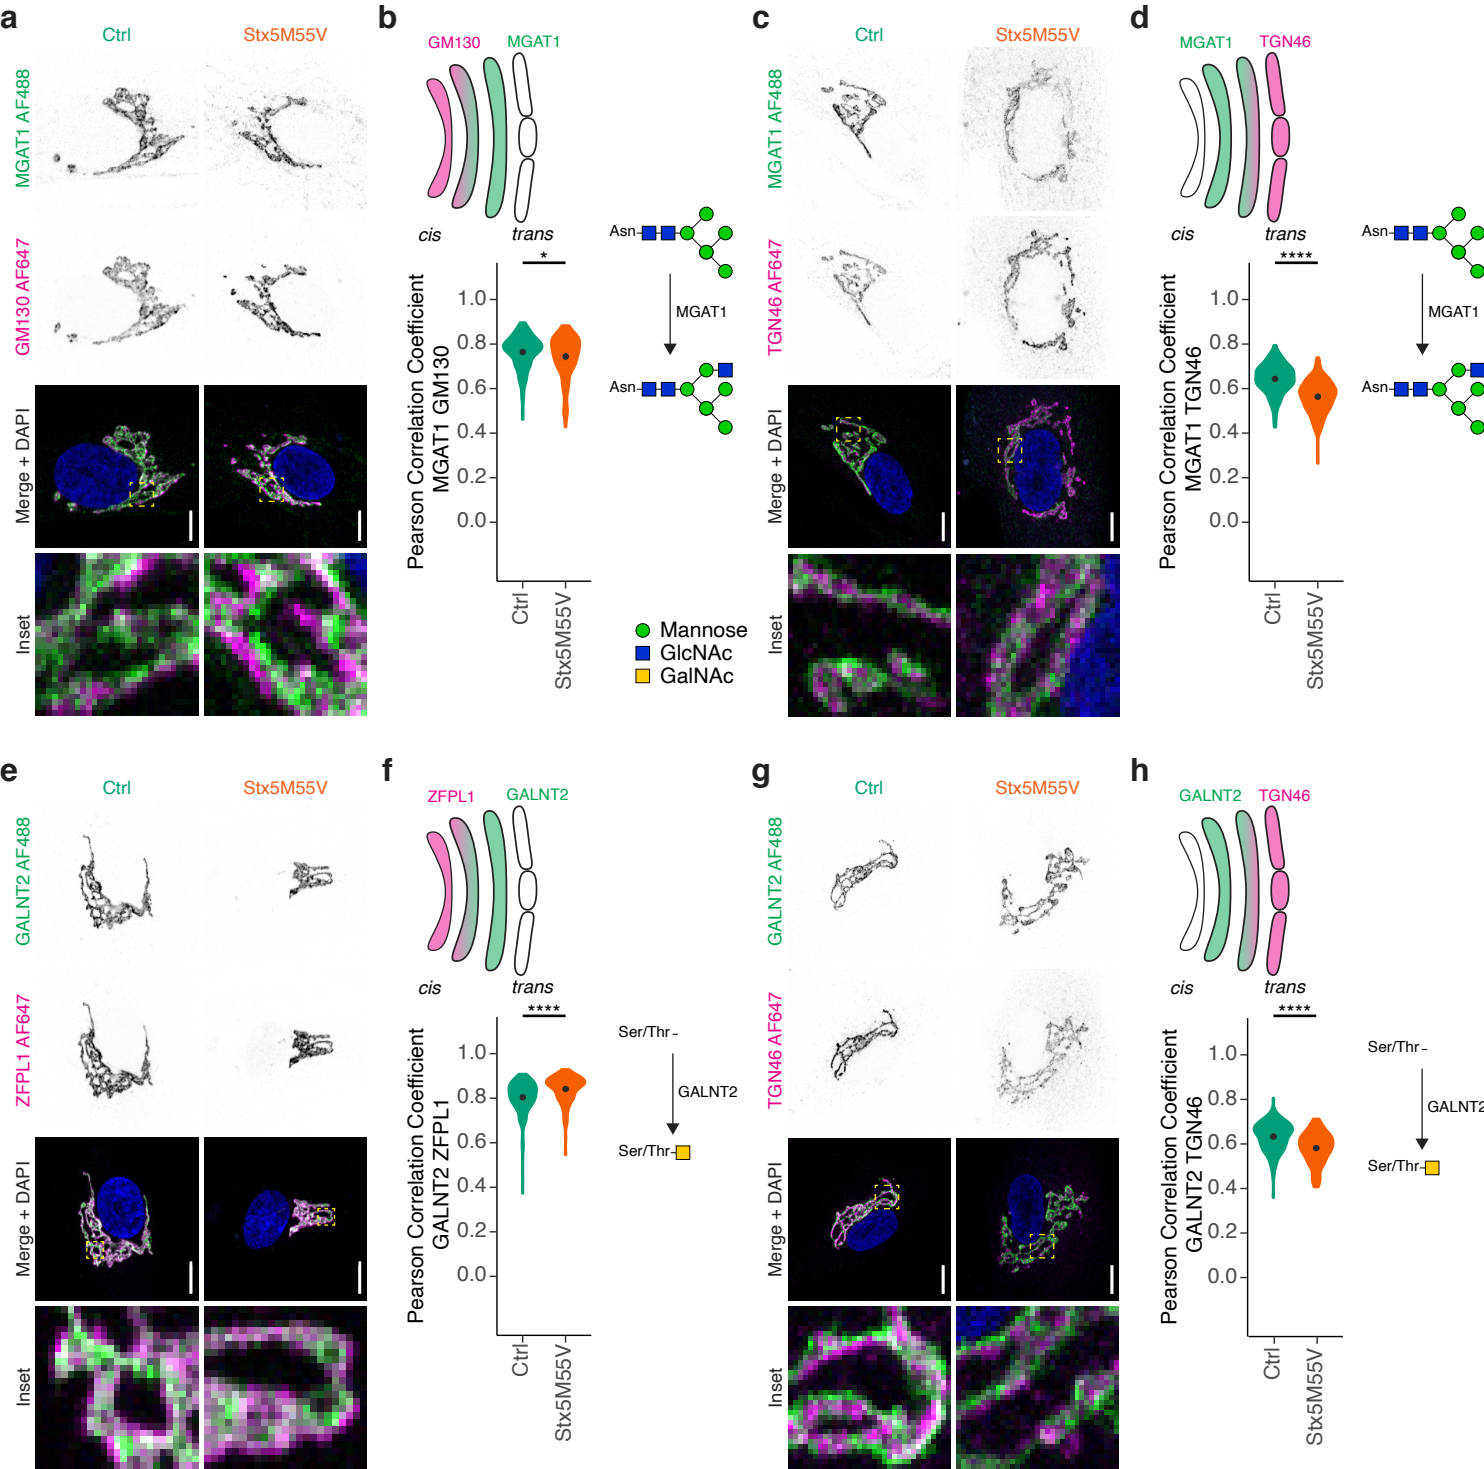 a
Ctrl
Stx5M55V
MGAT1 AF488
GM130 AF647
Merge + DAPI
Inset
b
GM130
MGAT1
cis
trans
*
Pearson Correlation Coefficient
MGAT1 GM130
1.0
0.8
0.6
0.4
0.2
0.0
Ctrl
Stx5M55V
Asn
MGAT1
Asn
Mannose
GlcNAc
GalNAc
c
Ctrl
Stx5M55V
MGAT1 AF488
TGN46 AF647
Merge + DAPI
Inset
d
MGAT1
TGN46
cis
trans
****
Pearson Correlation Coefficient
MGAT1 TGN46
1.0
0.8
0.6
0.4
0.2
0.0
Ctrl
Stx5M55V
Asn
MGAT1
Asn
e
Ctrl
Stx5M55V
GALNT2 AF488
ZFPL1 AF647
Merge + DAPI
Inset
f
ZFPL1
GALNT2
cis
trans
****
Pearson Correlation Coefficient
GALNT2 ZFPL1
1.0
0.8
0.6
0.4
0.2
0.0
Ctrl
Stx5M55V
Ser/Thr-
GALNT2
Ser/Thr-
g
Ctrl
Stx5M55V
GALNT2 AF488
TGN46 AF647
Merge + DAPI
Inset
h
GALNT2
TGN46
cis
trans
****
Pearson Correlation Coefficient
GALNT2 TGN46
1.0
0.8
0.6
0.4
0.2
0.0
Ctrl
Stx5M55V
Ser/Thr-
GALNT2
Ser/Thr-